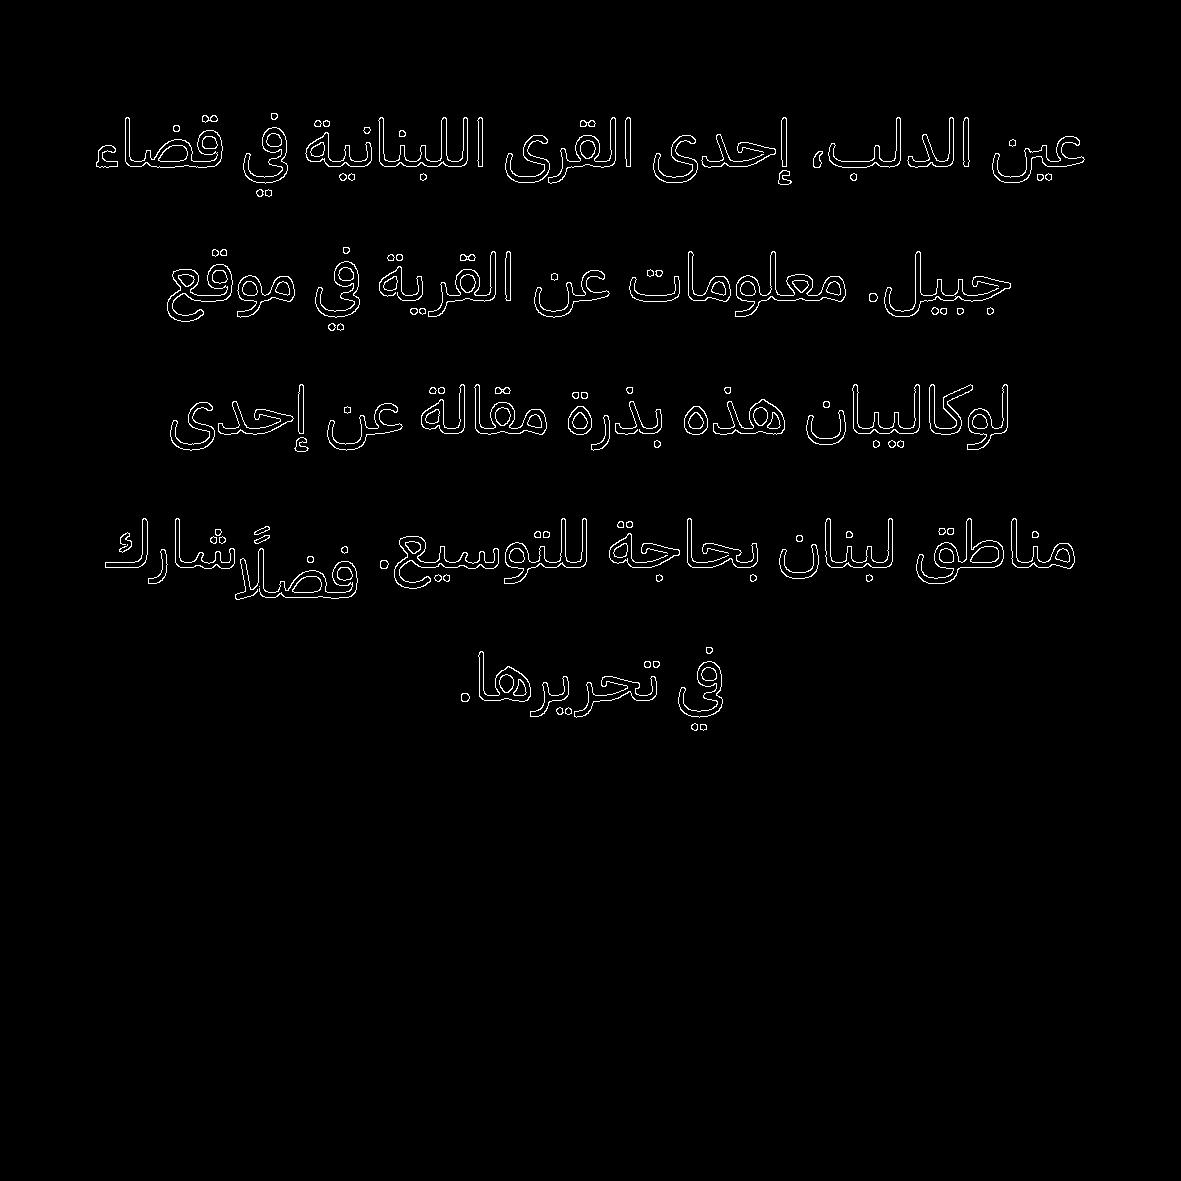 عين الدلب، إحدى القرى اللبنانية في قضاء
جبيل. معلومات عن القرية في موقع
لوكاليبان هذه بذرة مقالة عن إحدى
مناطق لبنان بحاجة للتوسيع. فضلًا شارك
في تحريرها.